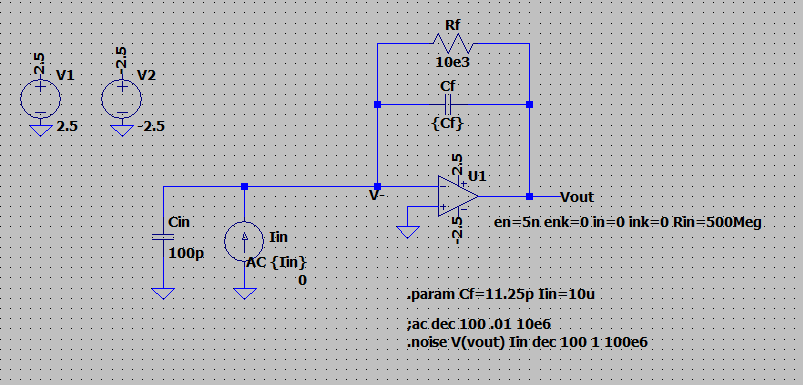 Rf
10e3
Cf
{Cf}
2.5
V1
2.5
-2.5
V2
-2.5
2.5
U1
V-
Vout
-2.5
en=5n enk=0 in=0 ink=0 Rin=500Meg
Cin
100p
Iin
AC {Iin}
0
.param Cf=11.25p Iin=10u
;ac dec 100 .01 10e6
.noise V(vout) Iin dec 100 1 100e6